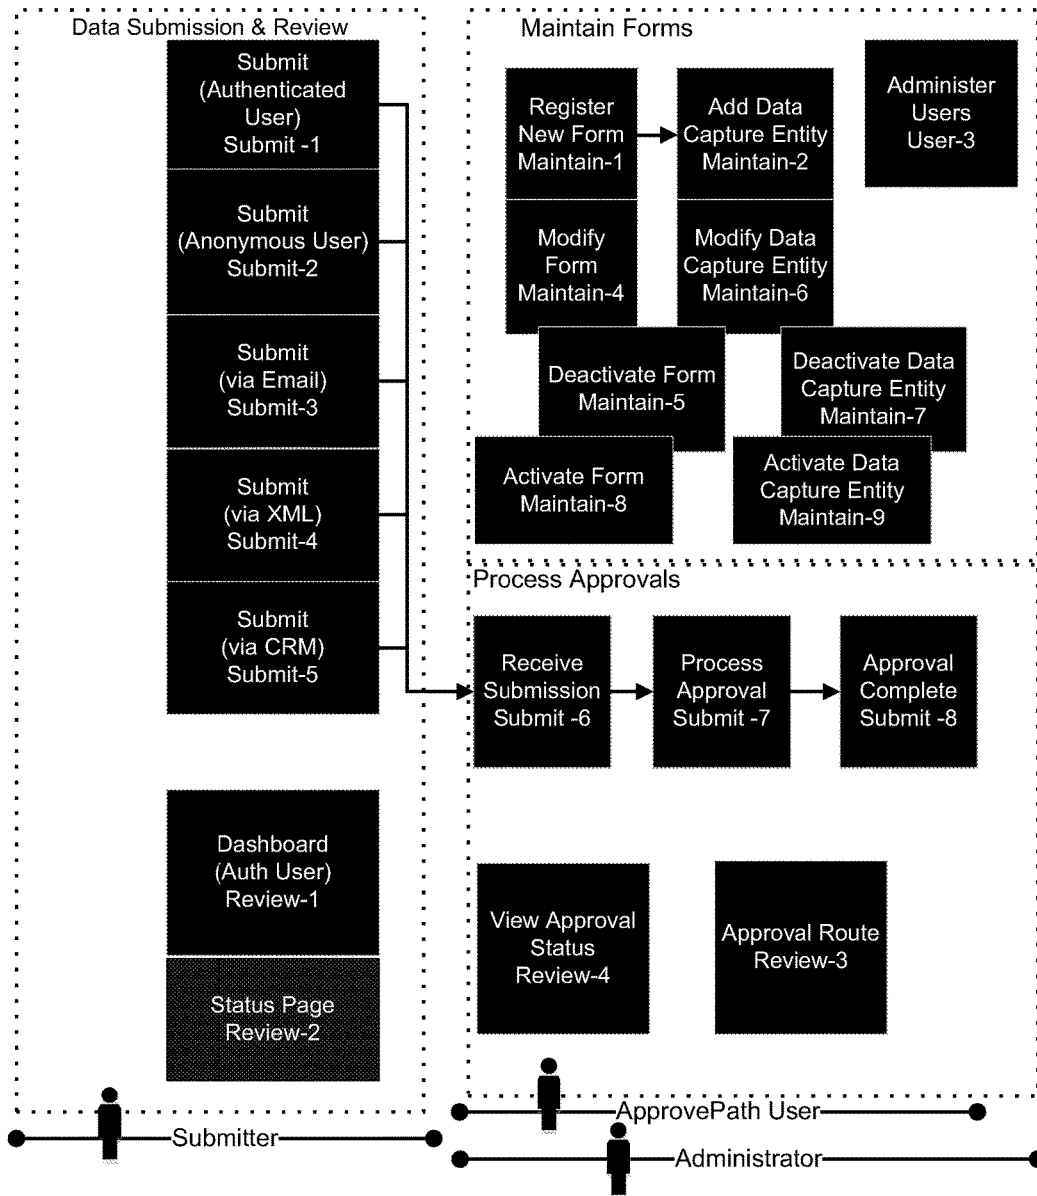 Data Submission & Review
Submit
(Authenticated
User)
Submit -1
Submit
(Anonymous User)
Submit-2
Submit
(via Email)
Submit-3
Submit
(via XML)
Submit-4
Submit
(via CRM)
Submit-5
Dashboard
(Auth User)
Review-1
Status Page
Review-2
Submitter
Maintain Forms
Register
New Form
Maintain-1
Add Data
Capture Entity
Maintain-2
Administer
Users
User-3
Modify
Form
Maintain-4
Modify Data
Capture Entity
Maintain-6
Deactivate Form
Maintain-5
Deactivate Data
Capture Entity
Maintain-7
Activate Form
Maintain-8
Activate Data
Capture Entity
Maintain-9
Process Approvals
Receive
Submission
Submit -6
Process
Approval
Submit -7
Approval
Complete
Submit -8
View Approval
Status
Review-4
Approval Route
Review-3
ApprovePath User
Administrator